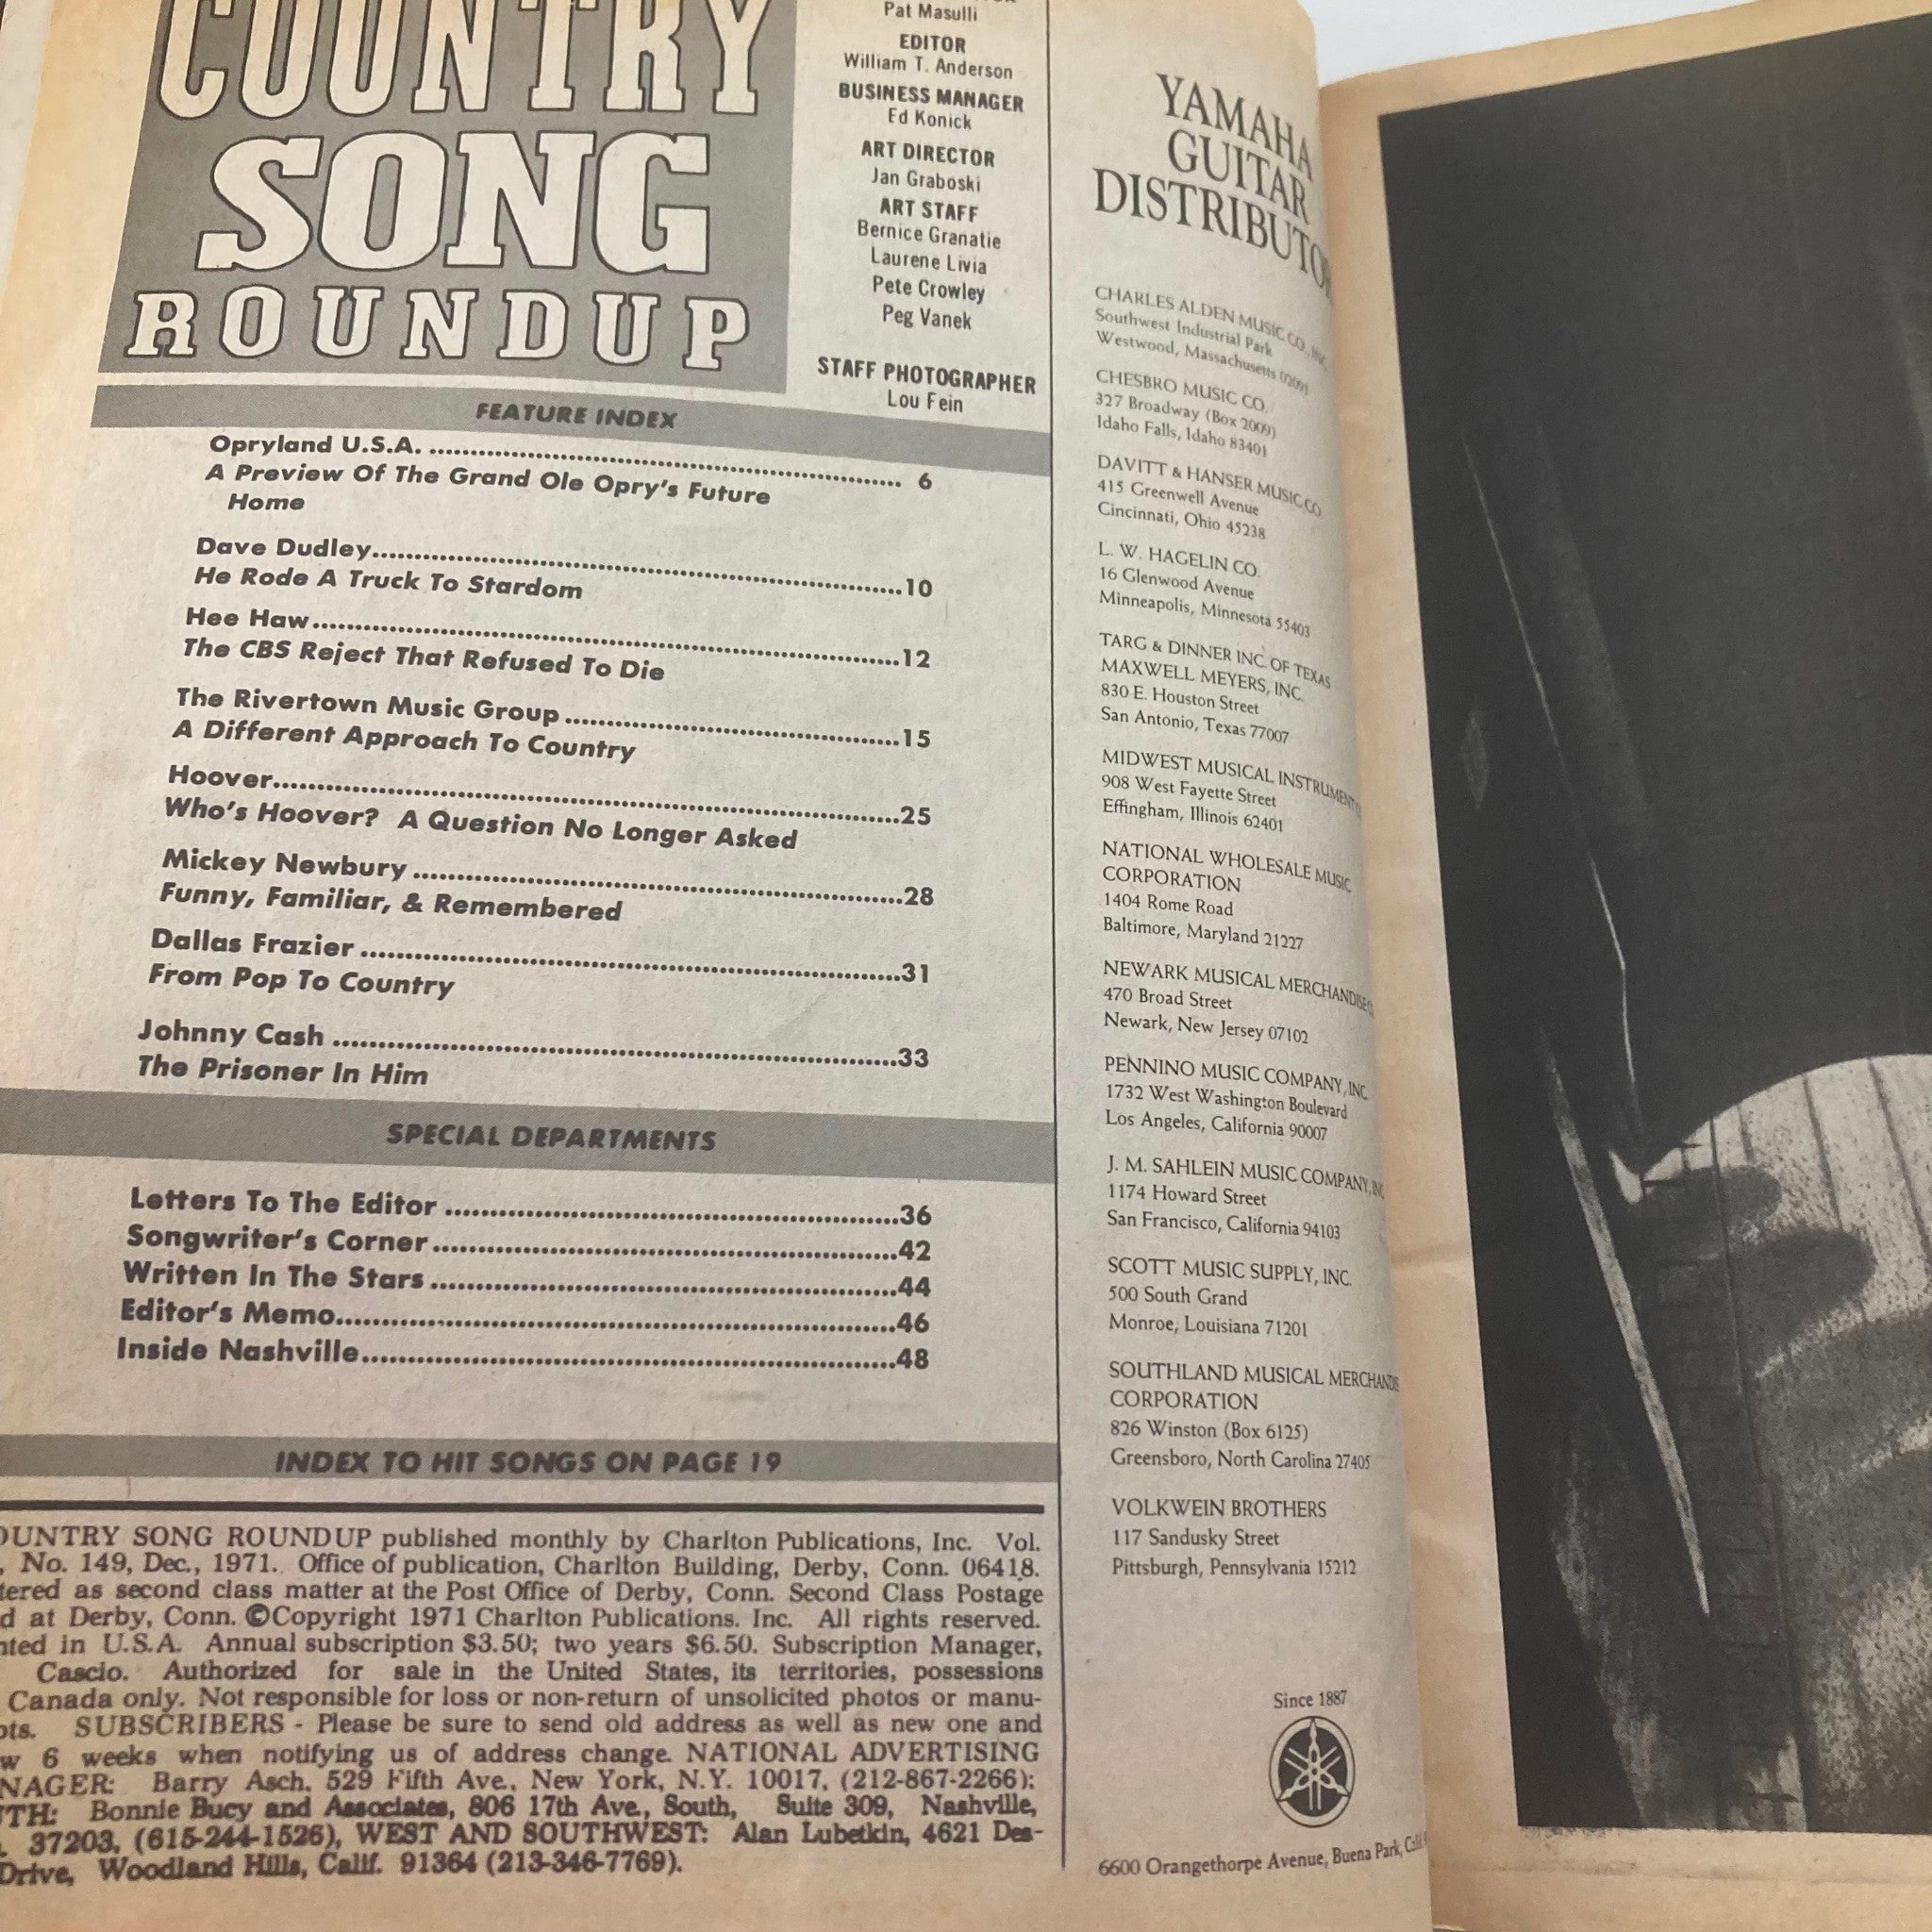 COUNTRY
SONG
ROUNDUP
Pat Masulli
EDITOR
William T. Anderson
BUSINESS MANAGER
Ed Konick
ART DIRECTOR
Jan Graboski
ART STAFF
Bernice Granatie
Laurene Livia
Pete Crowley
Peg Vanek
STAFF PHOTOGRAPHER
Lou Fein
FEATURE INDEX
Opryland U.S.A. .......... 6
A Preview Of The Grand Ole Opry's Future
Home
Dave Dudley..........10
He Rode A Truck To Stardom
Hee Haw..........12
The CBS Reject That Refused To Die
The Rivertown Music Group..........15
A Different Approach To Country
Hoover..........25
Who's Hoover? A Question No Longer Asked
Mickey Newbury..........28
Funny, Familiar, & Remembered
Dallas Frazier..........31
From Pop To Country
Johnny Cash..........33
The Prisoner In Him
SPECIAL DEPARTMENTS
Letters To The Editor..........36
Songwriter's Corner..........42
Written In The Stars..........44
Editor's Memo..........46
Inside Nashville..........48
INDEX TO HIT SONGS ON PAGE 19
OUNTRY SONG ROUNDUP published monthly by Charlton Publications, Inc. Vol.
, No. 149, Dec., 1971. Office of publication, Charlton Building, Derby, Conn. 06418.
tered as second class matter at the Post Office of Derby, Conn. Second Class Postage
d at Derby, Conn. ©Copyright 1971 Charlton Publications. Inc. All rights reserved.
nted in U.S.A. Annual subscription $3.50; two years $6.50. Subscription Manager,
Cascio. Authorized for sale in the United States, its territories, possessions
Canada only. Not responsible for loss or non-return of unsolicited photos or manu-
pts. SUBSCRIBERS - Please be sure to send old address as well as new one and
w 6 weeks when notifying us of address change. NATIONAL ADVERTISING
NAGER: Barry Asch, 529 Fifth Ave., New York, N.Y. 10017, (212-867-2266);
TH: Bonnie Bucy and Associates, 806 17th Ave., South, Suite 309, Nashville,
. 37203, (615-244-1526), WEST AND SOUTHWEST: Alan Lubetkin, 4621 Des-
Drive, Woodland Hills, Calif. 91364 (213-346-7769).
YAMAHA
GUITAR
DISTRIBUTO
CHARLES ALDEN MUSIC CO., INC.
Southwest Industrial Park
Westwood, Massachusetts 02091
CHESBRO MUSIC CO.
327 Broadway (Box 2009)
Idaho Falls, Idaho 83401
DAVITT & HANSER MUSIC CO.
415 Greenwell Avenue
Cincinnati, Ohio 45238
L. W. HAGELIN CO.
16 Glenwood Avenue
Minneapolis, Minnesota 55403
TARG & DINNER INC. OF TEXAS
MAXWELL MEYERS, INC.
830 E. Houston Street
San Antonio, Texas 77007
MIDWEST MUSICAL INSTRUMENT
908 West Fayette Street
Effingham, Illinois 62401
NATIONAL WHOLESALE MUSIC
CORPORATION
1404 Rome Road
Baltimore, Maryland 21227
NEWARK MUSICAL MERCHANDISE
470 Broad Street
Newark, New Jersey 07102
PENNINO MUSIC COMPANY, INC.
1732 West Washington Boulevard
Los Angeles, California 90007
J. M. SAHLEIN MUSIC COMPANY, INC
1174 Howard Street
San Francisco, California 94103
SCOTT MUSIC SUPPLY, INC.
500 South Grand
Monroe, Louisiana 71201
SOUTHLAND MUSICAL MERCHANDIS
CORPORATION
826 Winston (Box 6125)
Greensboro, North Carolina 27405
VOLKWEIN BROTHERS
117 Sandusky Street
Pittsburgh, Pennsylvania 15212
Since 1887
6600 Orangethorpe Avenue, Buena Park, Calif.